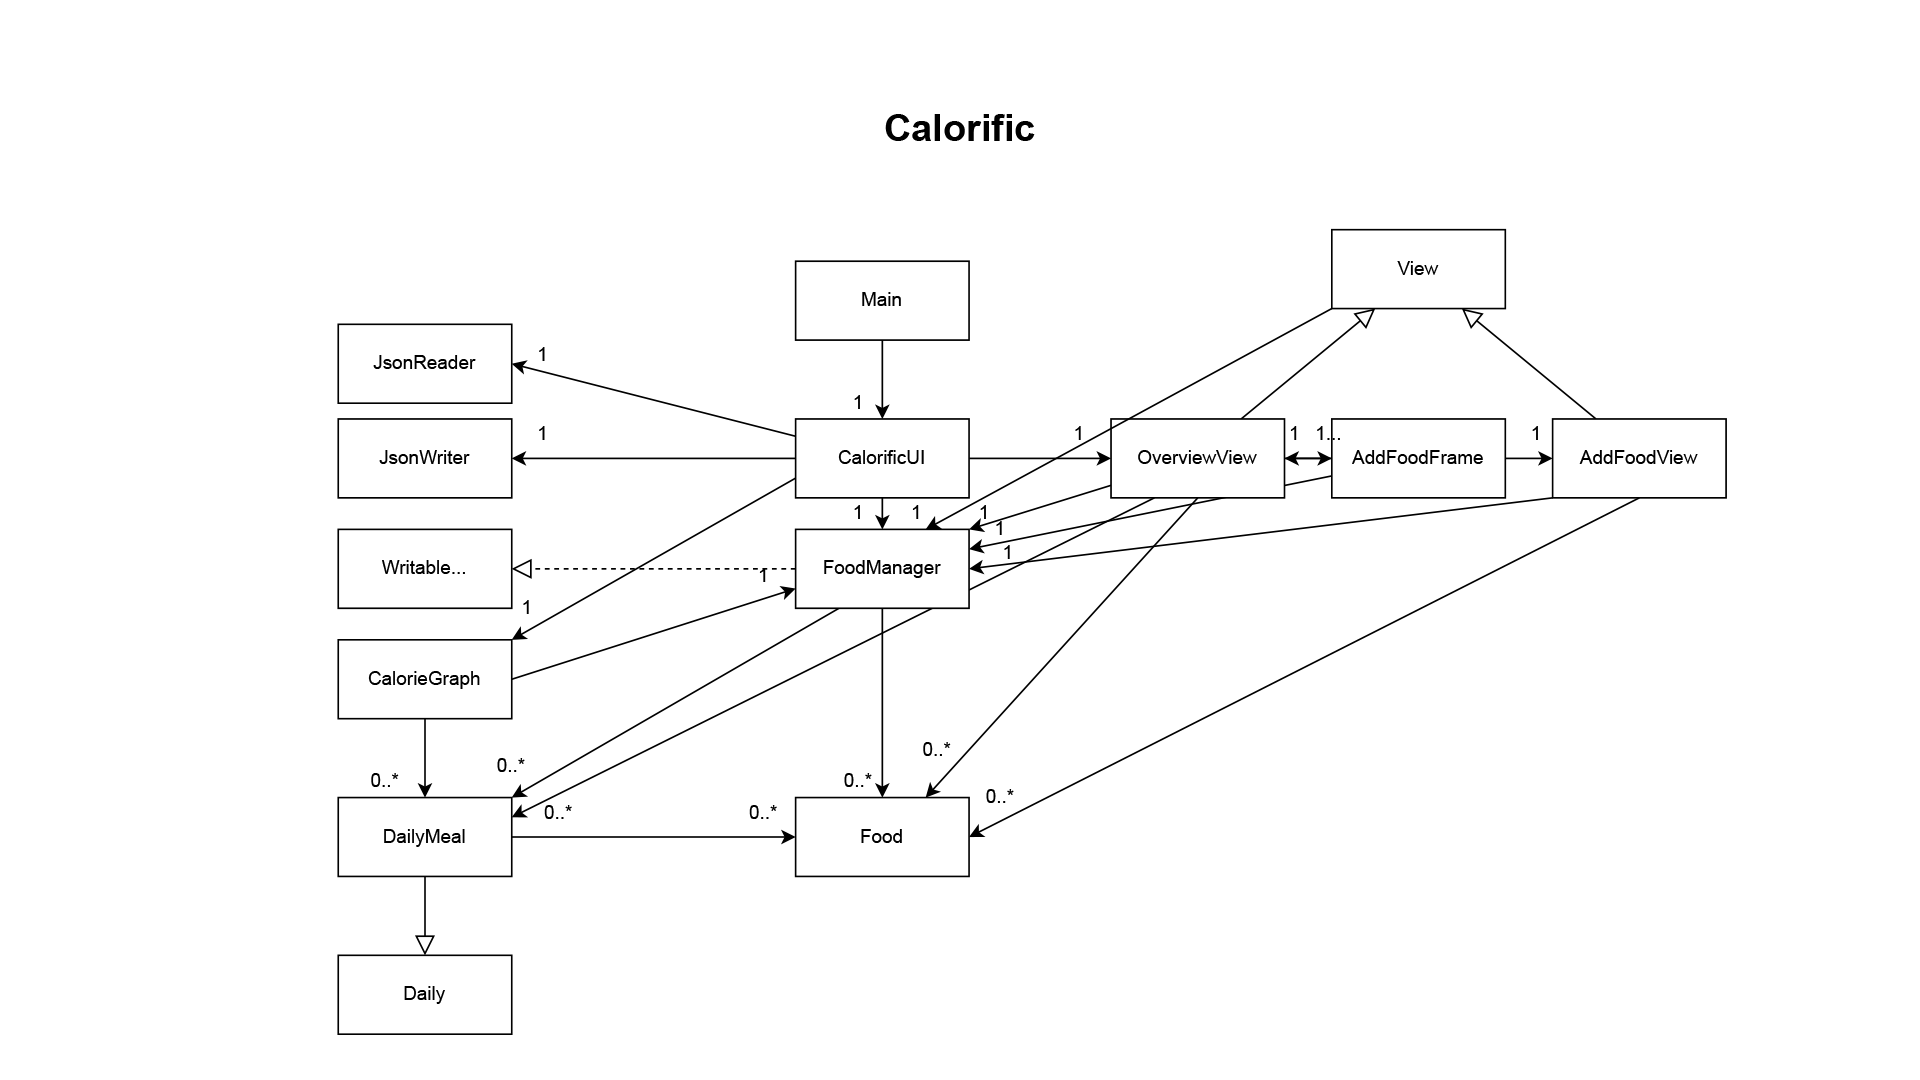 Calorific
View
Main
JsonReader
1
1
JsonWriter
1
CalorificUI
1
OverviewView
1
1...
AddFoodFrame
1
AddFoodView
1
1
1
1
1
Writable...
FoodManager
1
1
CalorieGraph
0..*
0..*
0..*
0..*
0..*
0..*
0..*
DailyMeal
Food
Daily